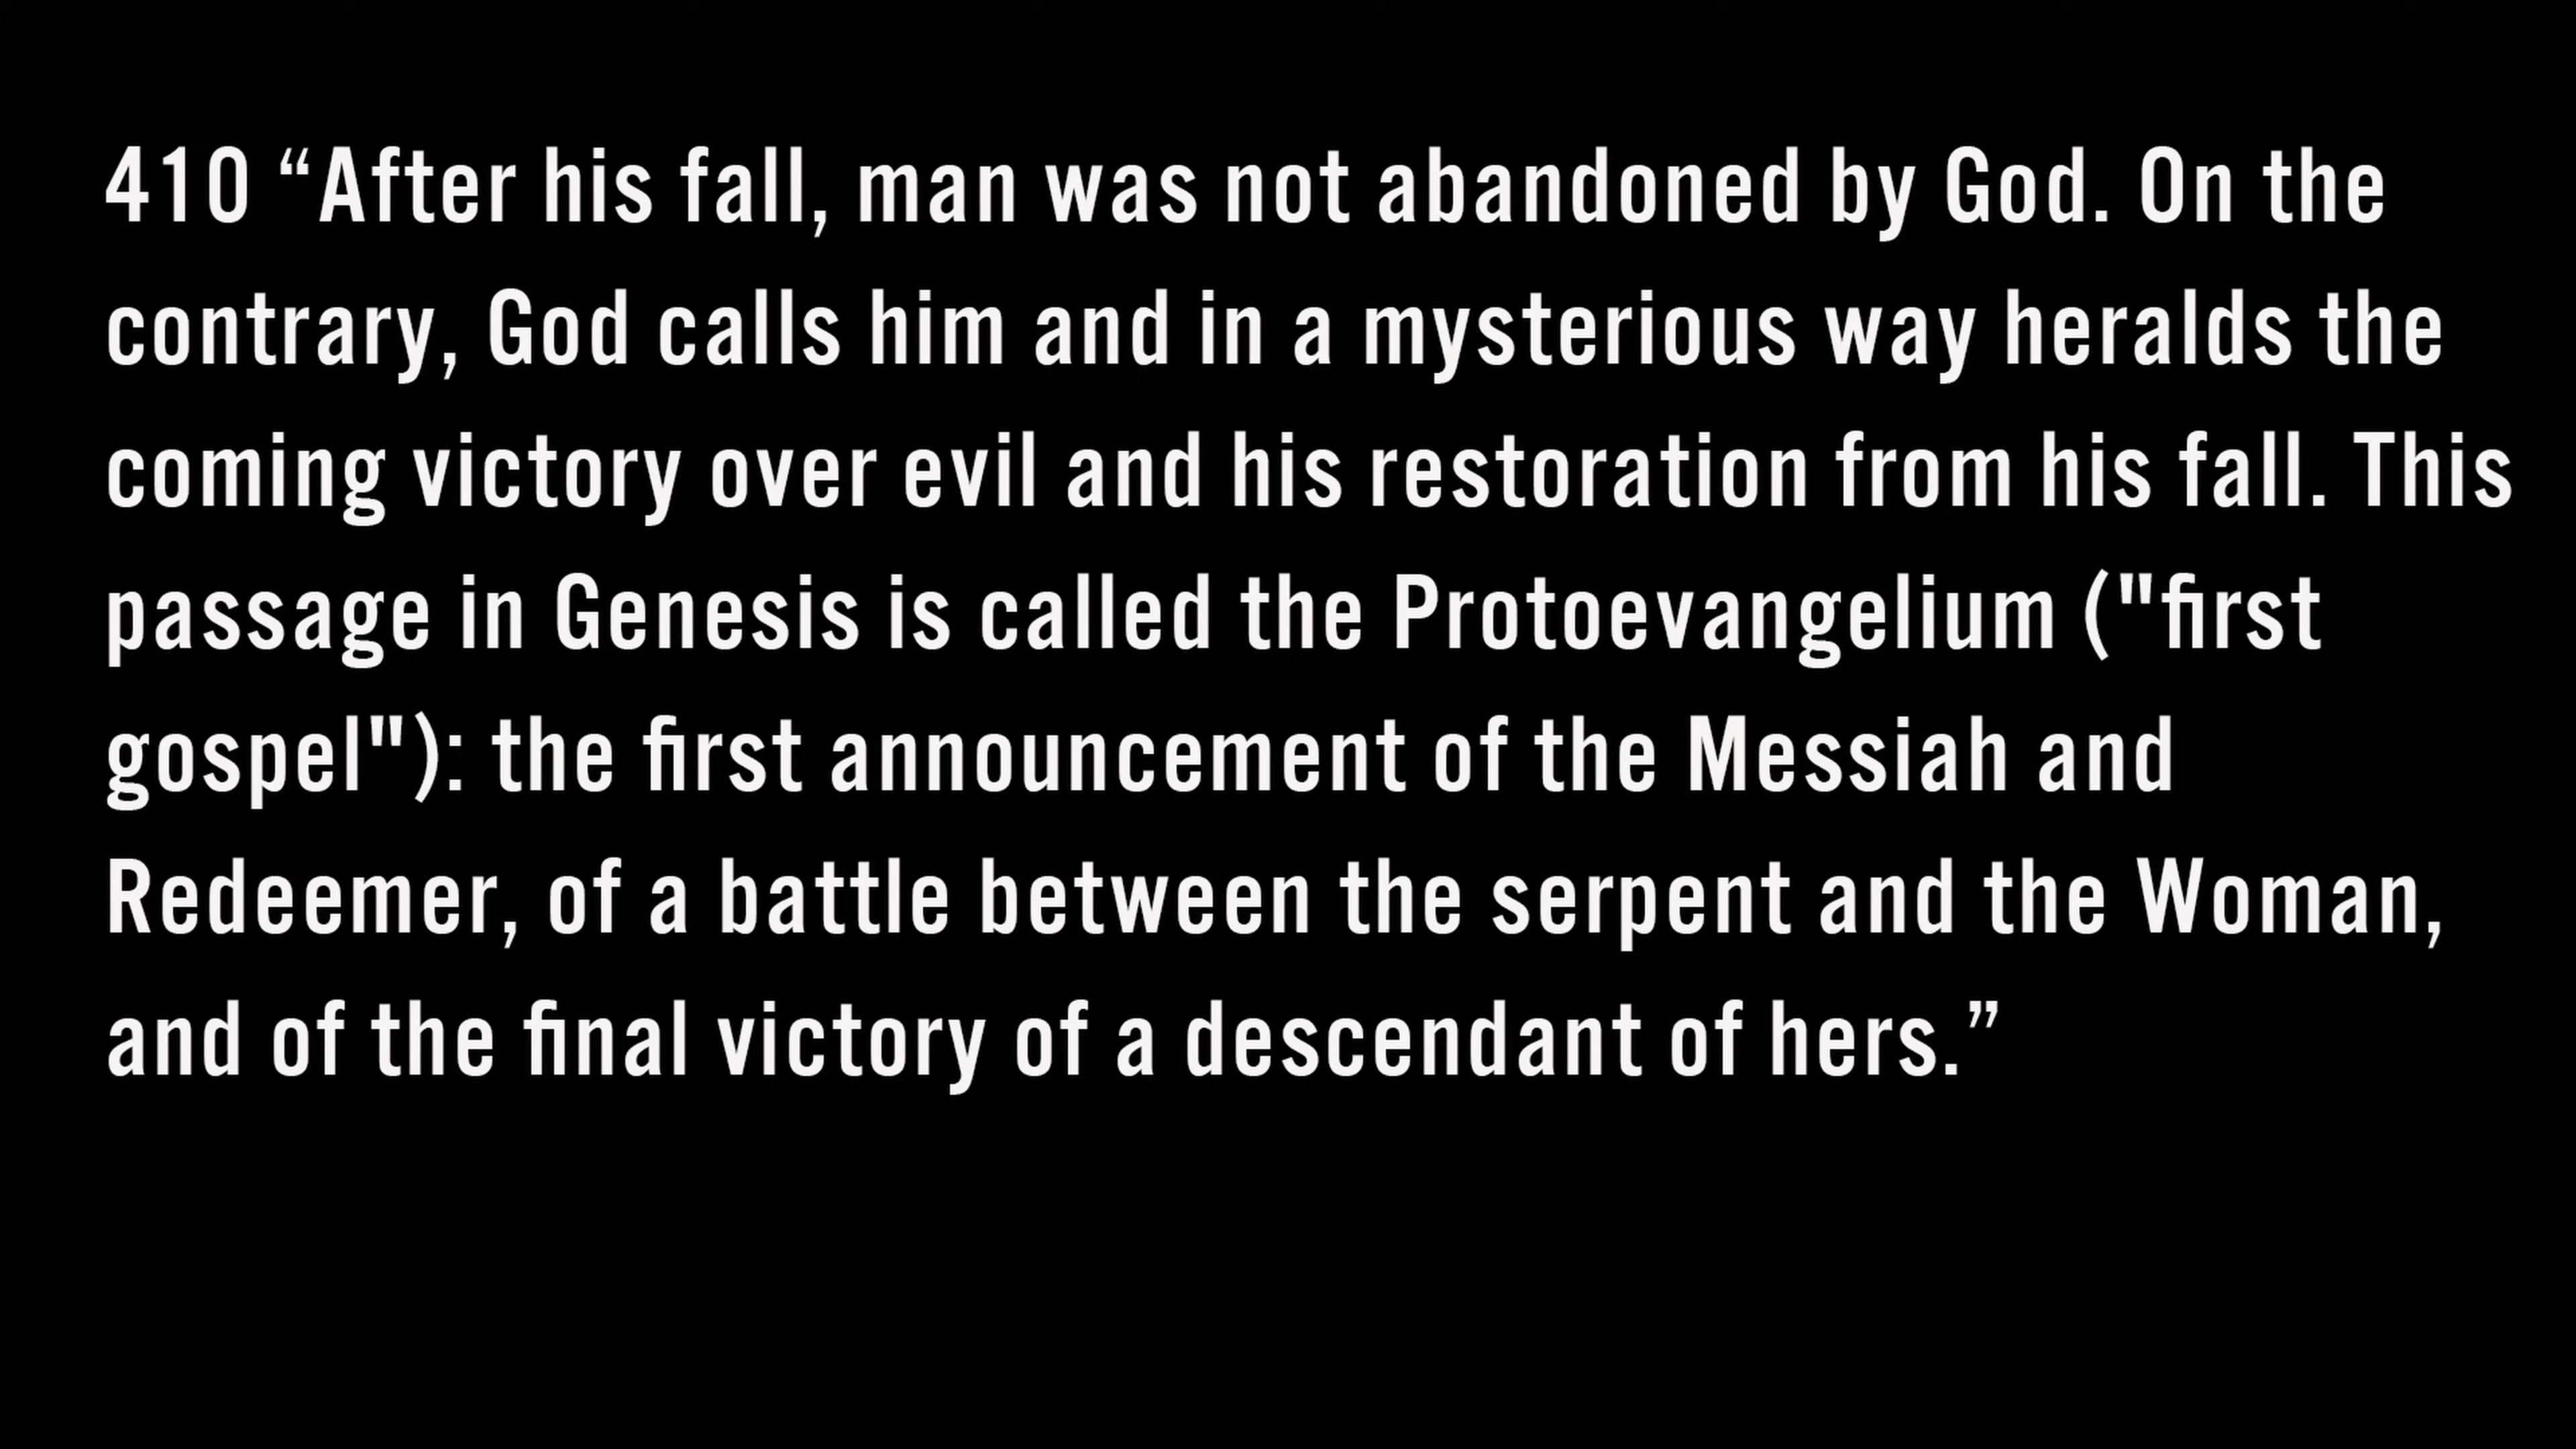 410 “After his fall, man was not abandoned by God. On the
contrary, God calls him and in a mysterious way heralds the
coming victory over evil and his restoration from his fall. This
passage in Genesis is called the Protoevangelium ("first
gospel"): the first announcement of the Messiah and
Redeemer, of a battle between the serpent and the Woman,
and of the final victory of a descendant of hers.”